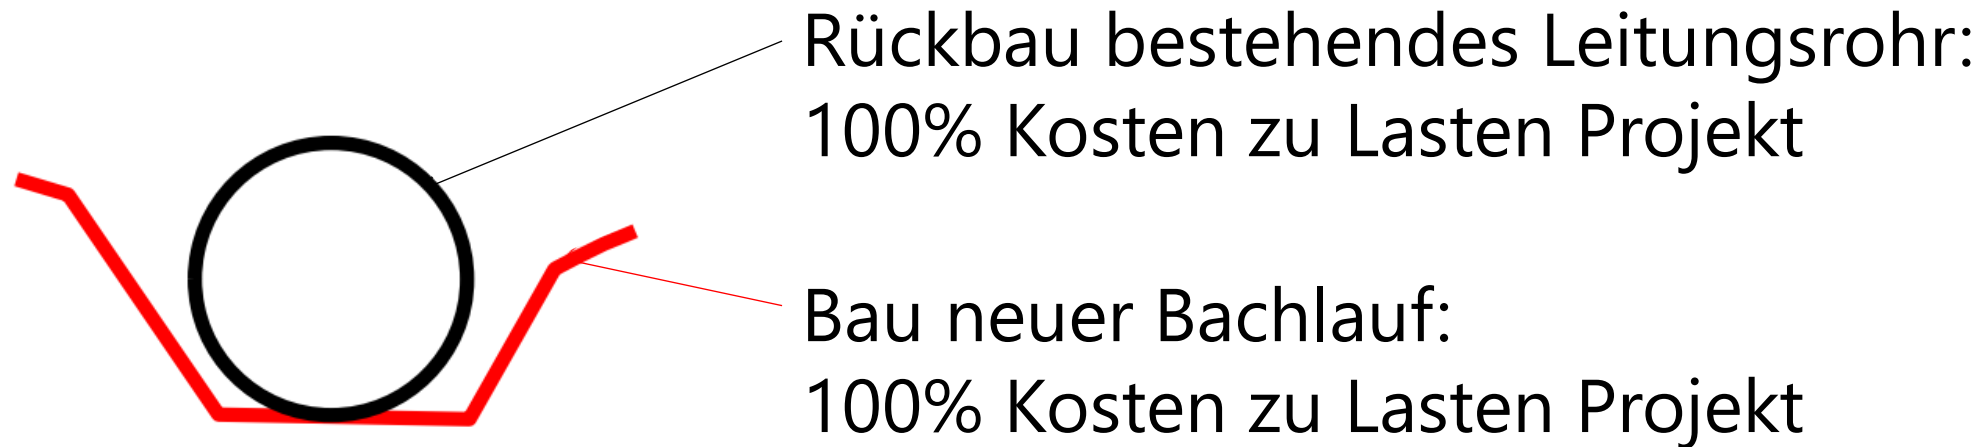 Rückbau bestehendes Leitungsrohr:
100% Kosten zu Lasten Projekt
Bau neuer Bachlauf:
100% Kosten zu Lasten Projekt